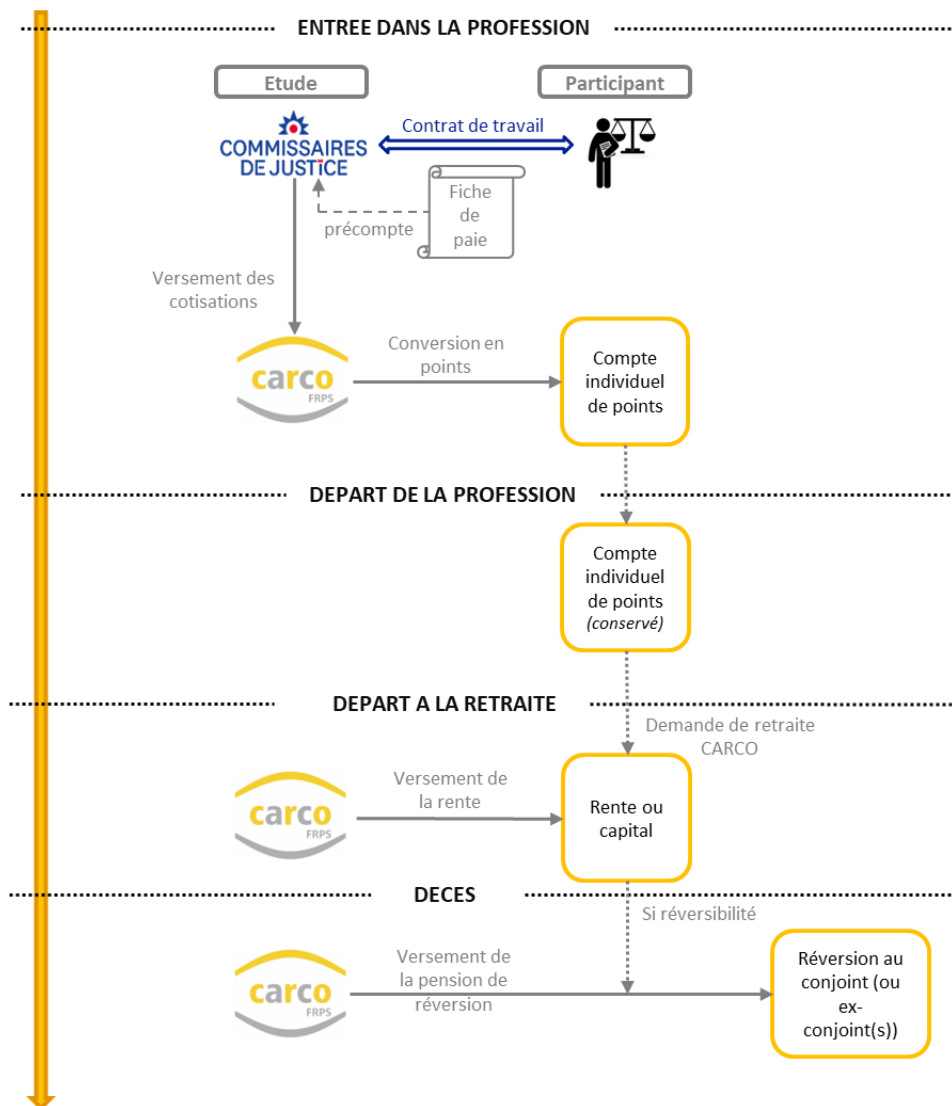 ENTREE DANS LA PROFESSION
Etude
Participant
COMMISSAIRES
DE JUSTICE
Contrat de travail
précompte
Fiche
de
paie
Versement des
cotisations
carco
FRPS
Conversion en
points
Compte
individuel
de points
DEPART DE LA PROFESSION
Compte
individuel
de points
(conservé)
DEPART A LA RETRAITE
Demande de retraite
CARCO
carco
FRPS
Versement de
la rente
Rente ou
capital
DECES
Si réversibilité
carco
FRPS
Versement de
la pension de
réversion
Réversion au
conjoint (ou
ex-
conjoint(s))